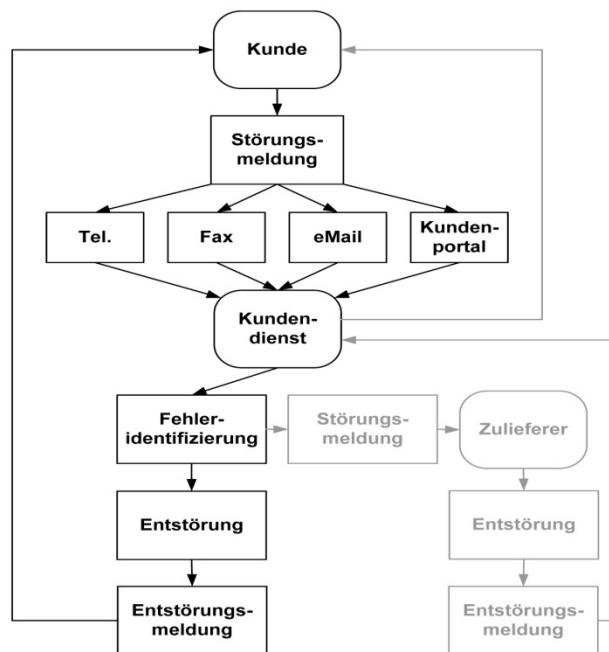 Kunde
Störungs-
meldung
Tel.
Fax
eMail
Kunden-
portal
Kunden-
dienst
Fehler-
identifizierung
Störungs-
meldung
Zulieferer
Entstörung
Entstörung
Entstörungs-
meldung
Entstörungs-
meldung